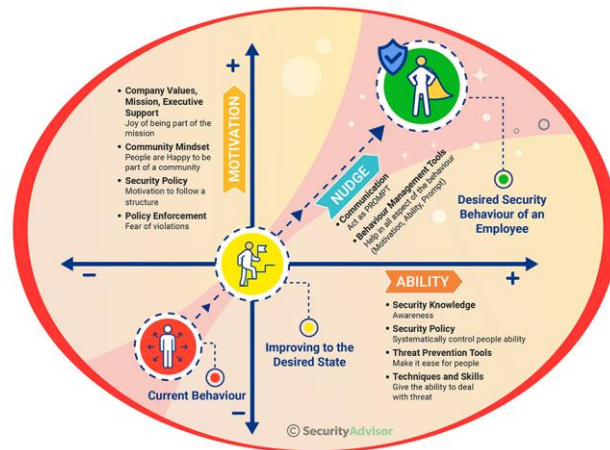 +
MOTIVATION
• Company Values,
Mission, Executive
Support
Joy of being part of the
mission
• Community Mindset
People are Happy to be
part of a community
• Security Policy
Motivation to follow a
structure
• Policy Enforcement
Fear of violations
NUDGE
• Communication
Act as PROMPT
• Behaviour Management Tools
Help in all aspect of the behaviour
(Motivation, Ability, Prompt)
Desired Security
Behaviour of an
Employee
−
+
ABILITY
• Security Knowledge
Awareness
• Security Policy
Systematically control people ability
• Threat Prevention Tools
Make it ease for people
• Techniques and Skills
Give the ability to deal
with threat
Improving to the
Desired State
Current Behaviour
−
© SecurityAdvisor